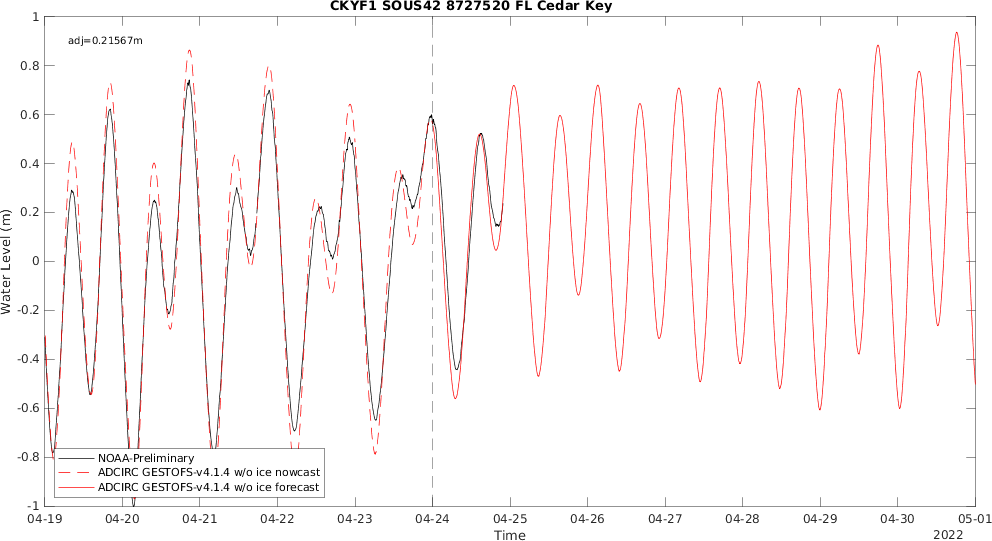 CKYF1 SOUS42 8727520 FL Cedar Key
adj=0.21567m
1
0.8
0.6
0.4
0.2
0
-0.2
-0.4
-0.6
-0.8
-1
Water Level (m)
NOAA-Preliminary
ADCIRC GESTOFS-v4.1.4 w/o ice nowcast
ADCIRC GESTOFS-v4.1.4 w/o ice forecast
04-19 04-20 04-21 04-22 04-23 04-24 04-25 04-26 04-27 04-28 04-29 04-30 05-01
Time
2022